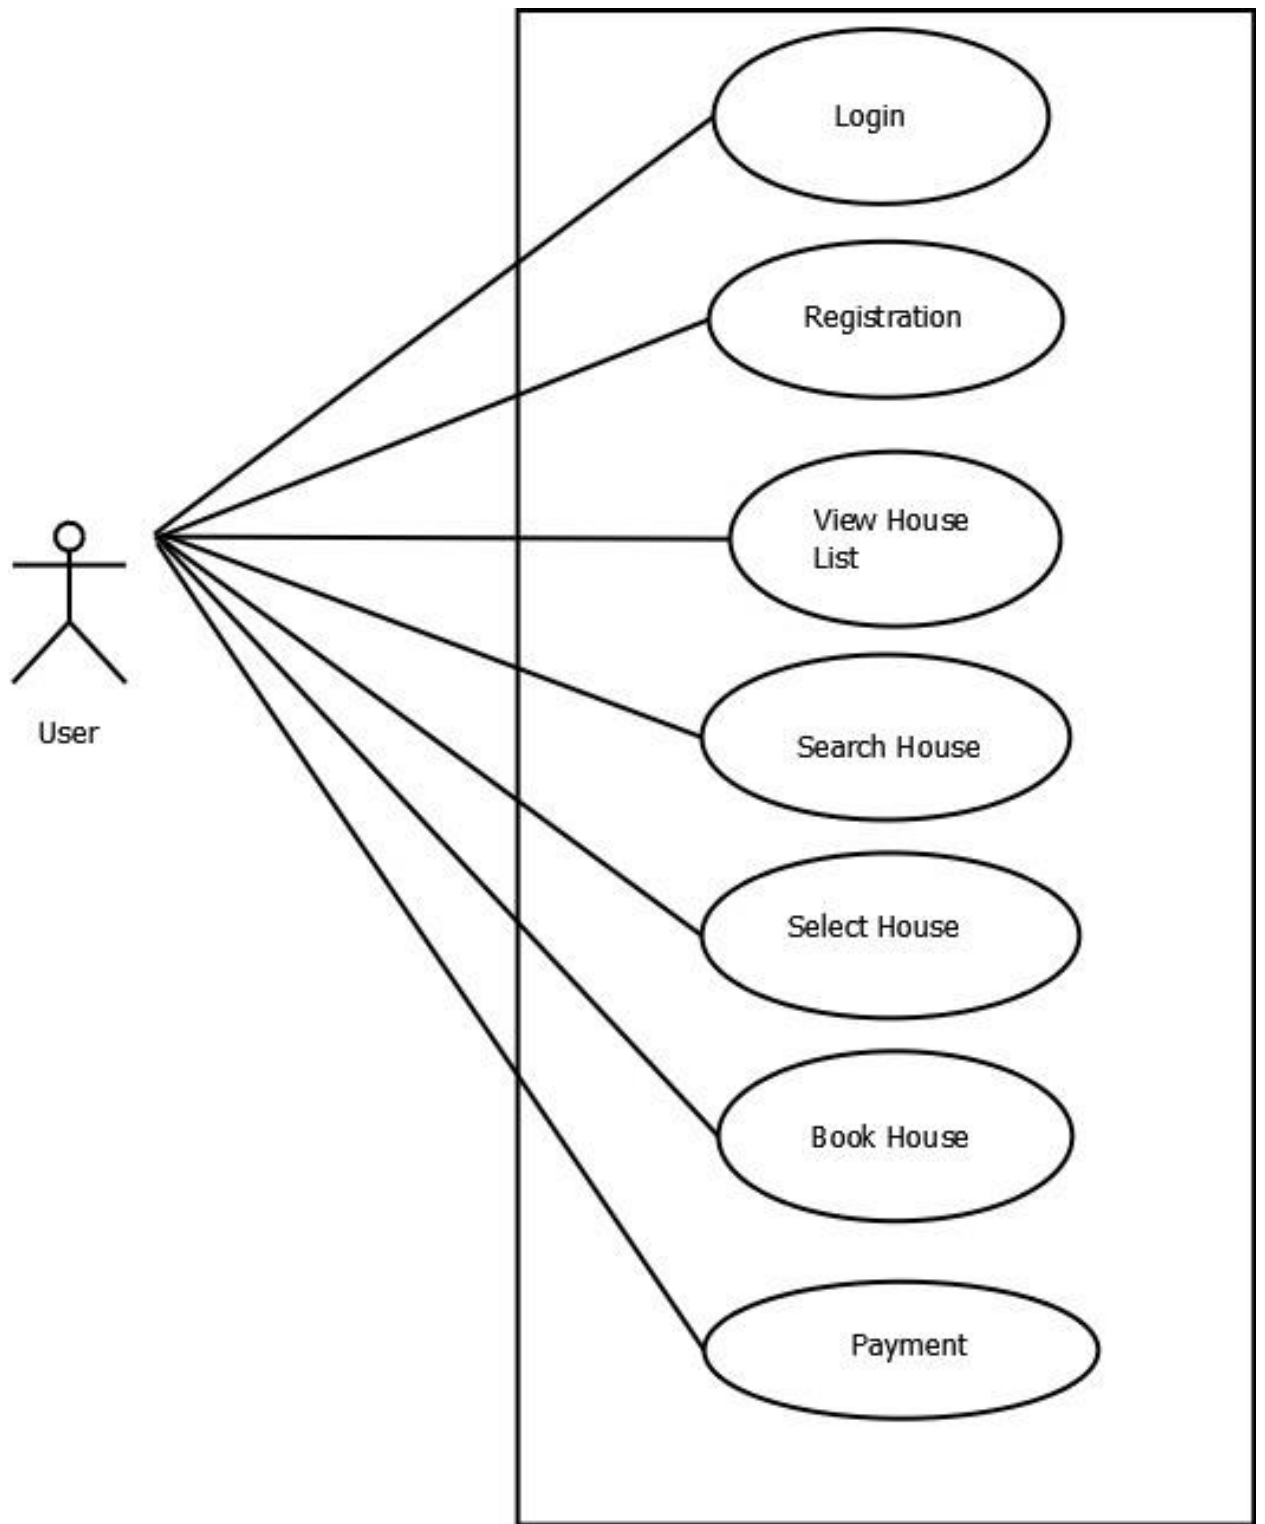 Login
Registration
View House
List
User
Search House
Select House
Book House
Payment